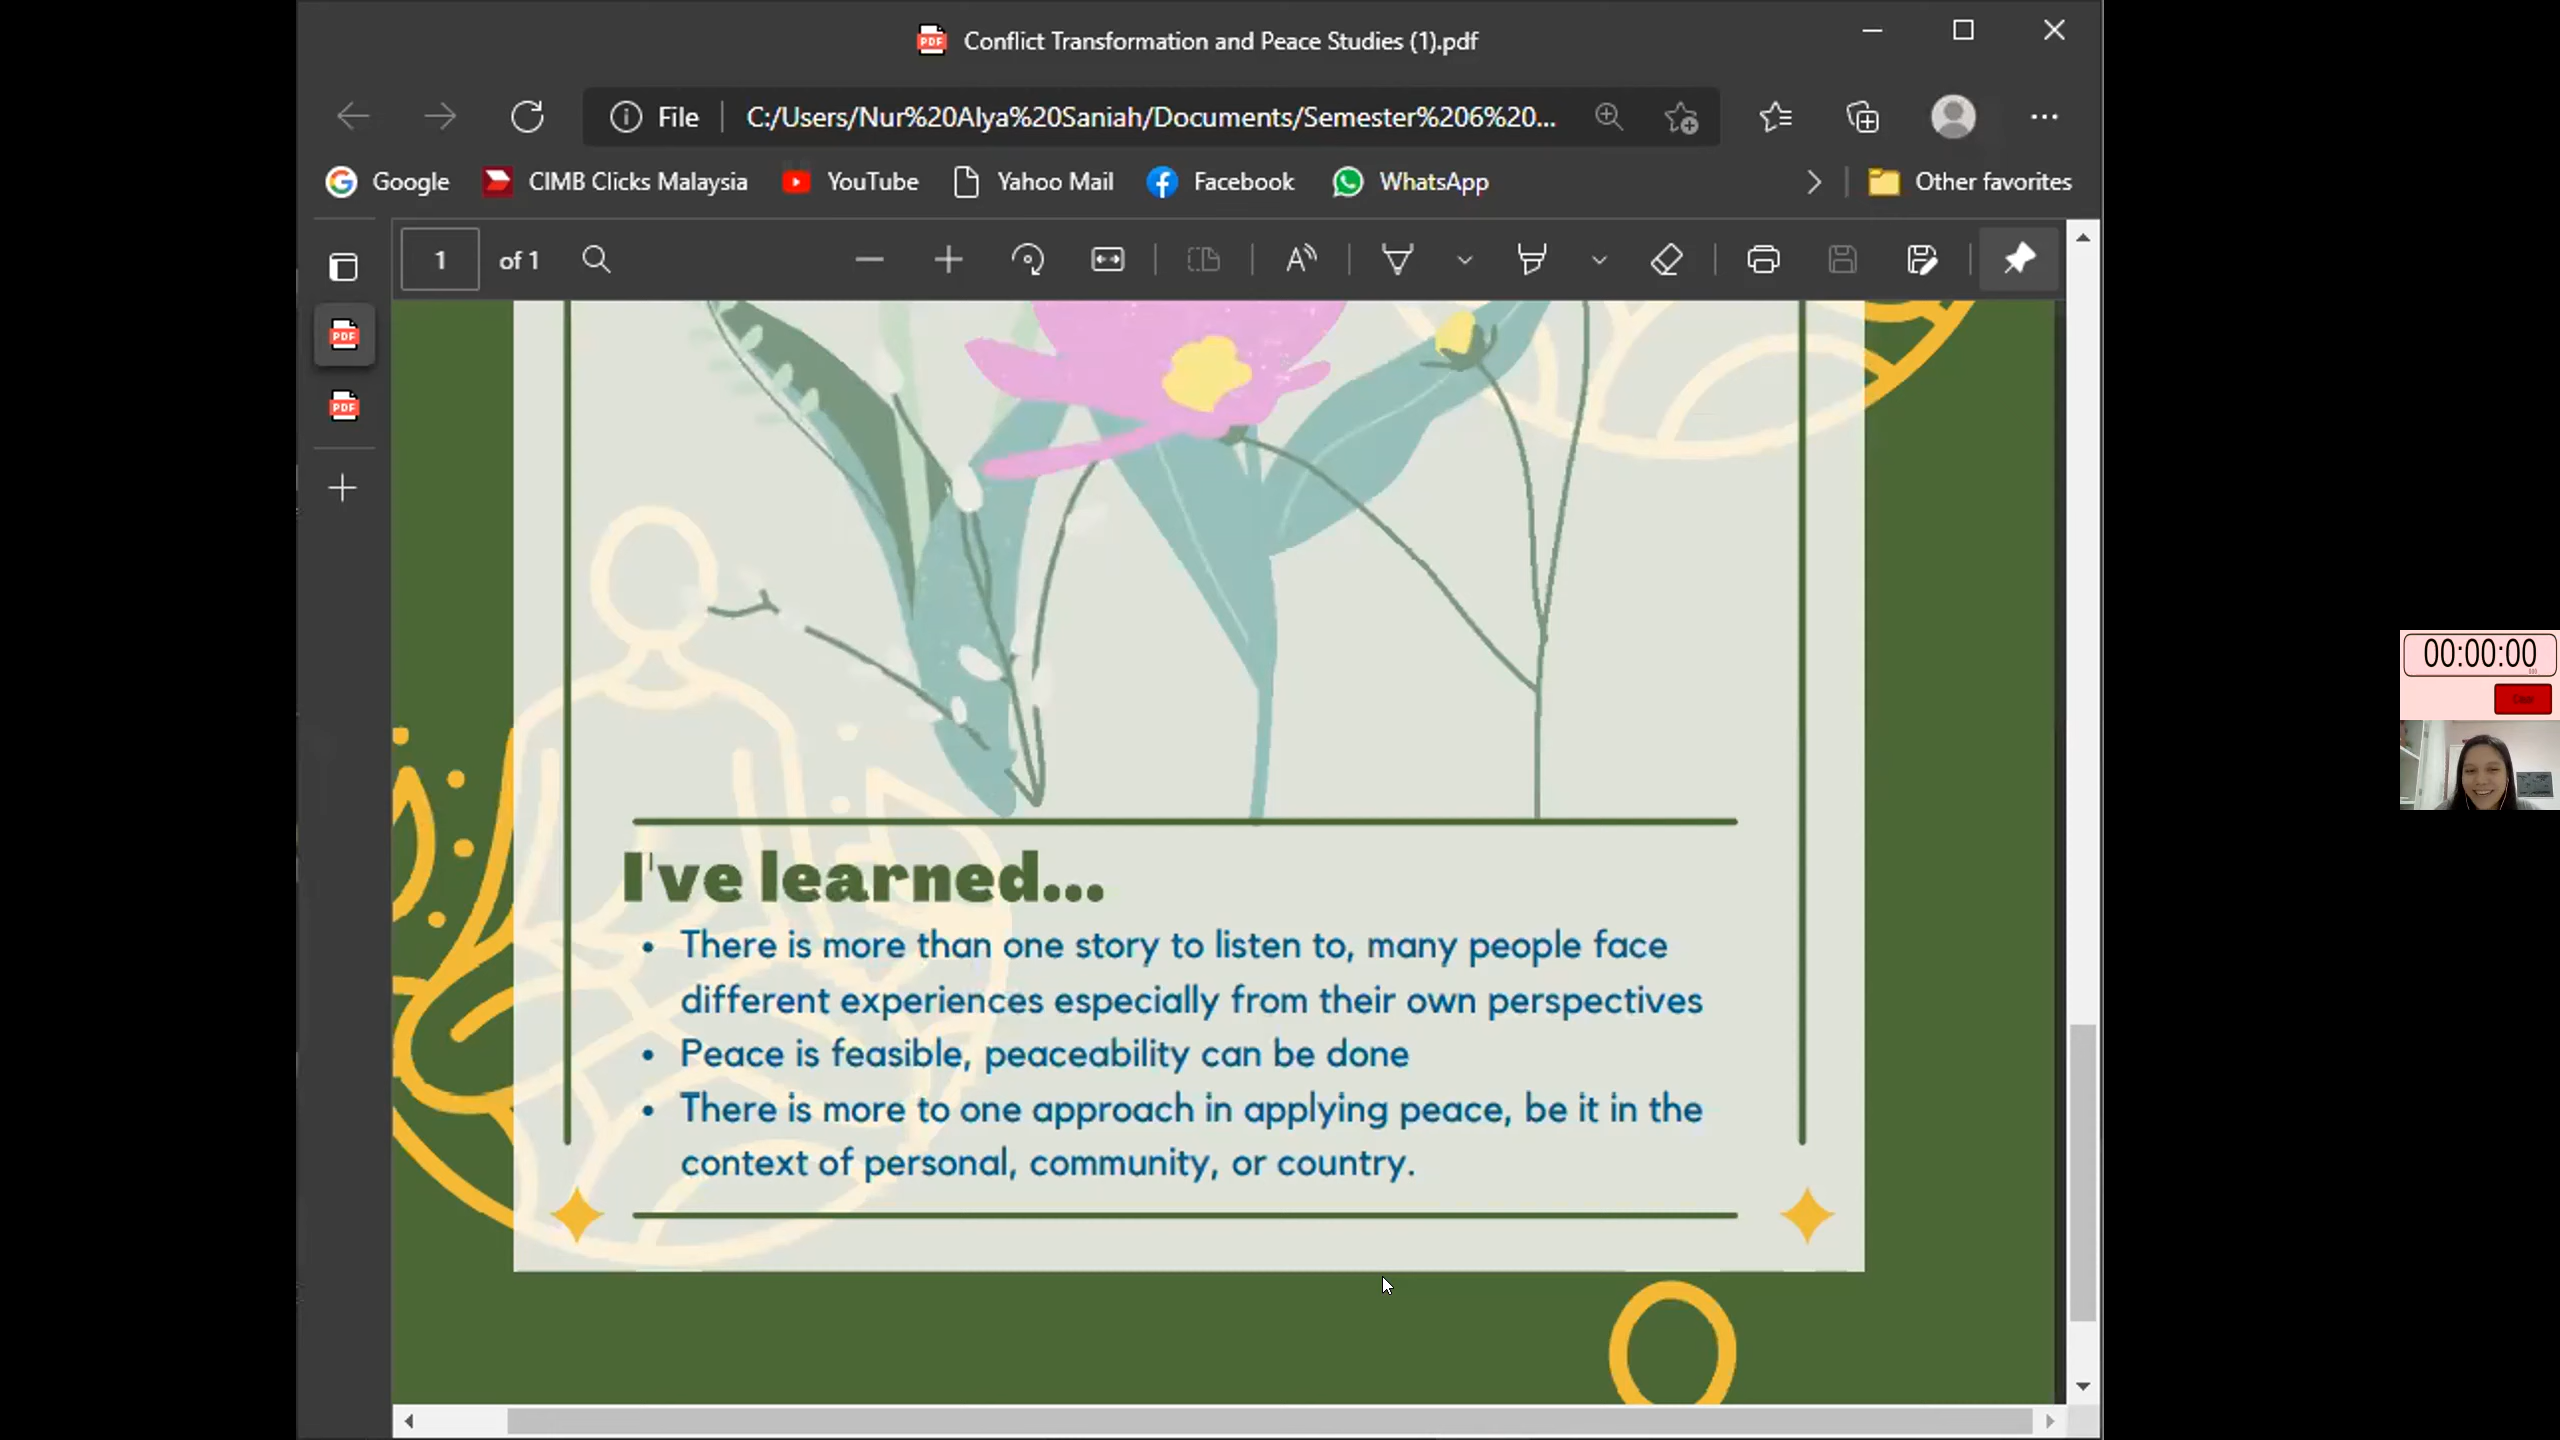 Conflict Transformation and Peace Studies (1).pdf
File C:/Users/Nur%20Alya%20Saniah/Documents/Semester%206%20...
Google CIMB Clicks Malaysia YouTube Yahoo Mail Facebook WhatsApp Other favorites
1 of 1
I've learned...
• There is more than one story to listen to, many people face
different experiences especially from their own perspectives
• Peace is feasible, peaceability can be done
• There is more to one approach in applying peace, be it in the
context of personal, community, or country.
00:00:00